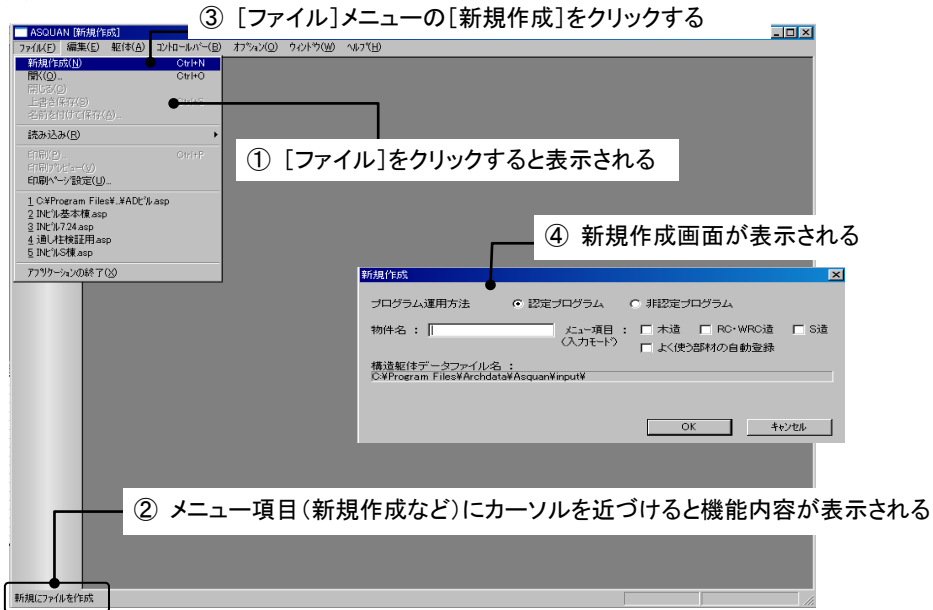 ③ [ファイル]メニューの[新規作成]をクリックする
ASQUAN [新規作成]
ファイル(F) 編集(E) 躯体(A) コントロールバー(B) オプション(O) ウィンドウ(W) ヘルプ(H)
新規作成(N) Ctrl+N
開く(O)... Ctrl+O
閉じる(C)
上書き保存(S)
名前を付けて保存(A)...
読み込み(R)
印刷(P)... Ctrl+P
印刷プレビュー(V)
印刷ページ設定(U)...
1 C:¥Program Files¥..¥ADビル.asp
2 INビル基本棟.asp
3 INビル7.24.asp
4 通し柱検証用.asp
5 INビルS棟.asp
アプリケーションの終了(X)
① [ファイル]をクリックすると表示される
④ 新規作成画面が表示される
新規作成
プログラム運用方法 認定プログラム 非認定プログラム
物件名 : メニュー項目 : 木造 RC・WRC造 S造
(入力モード) よく使う部材の自動登録
構造躯体データファイル名 :
C:¥Program Files¥Archdata¥Asquan¥input¥
OK キャンセル
② メニュー項目(新規作成など)にカーソルを近づけると機能内容が表示される
新規にファイルを作成